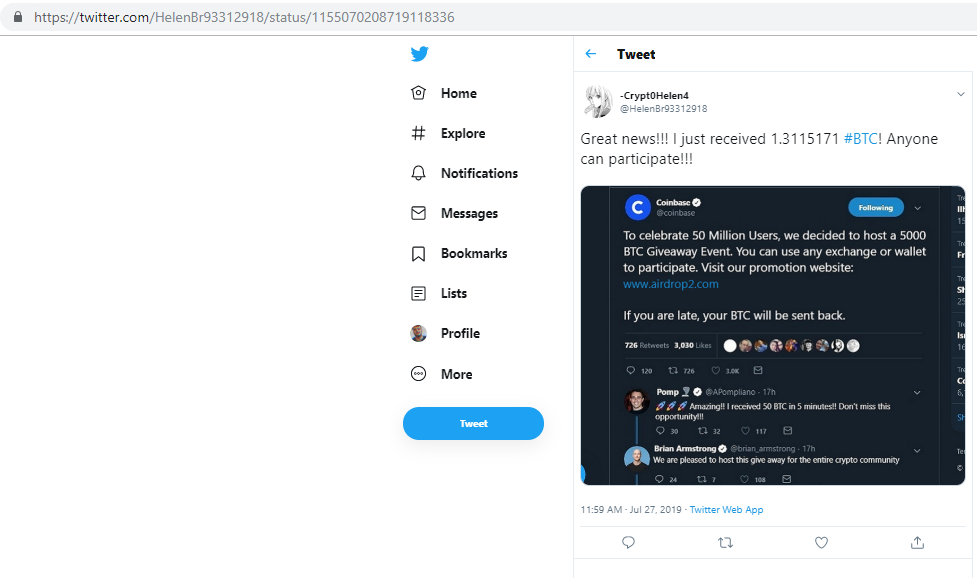 https://twitter.com/HelenBr93312918/status/1155070208719118336
Home
Explore
Notifications
Messages
Bookmarks
Lists
Profile
More
Tweet
Tweet
-Crypt0Helen4
@HelenBr93312918
Great news!!! I just received 1.3115171 #BTC! Anyone
can participate!!!
Coinbase
@coinbase
Following
To celebrate 50 Million Users, we decided to host a 5000
BTC Giveaway Event. You can use any exchange or wallet
to participate. Visit our promotion website:
www.airdrop2.com
If you are late, your BTC will be sent back.
726 Retweets 3,030 Likes
120 726 3.0K
Pomp @APompliano · 17h
🚀🚀🚀 Amazing!! I received 50 BTC in 5 minutes!! Don't miss this
opportunity!!!
30 32 117
Brian Armstrong @brian_armstrong · 17h
We are pleased to host this give away for the entire crypto community
24 7 108
11:59 AM · Jul 27, 2019 · Twitter Web App